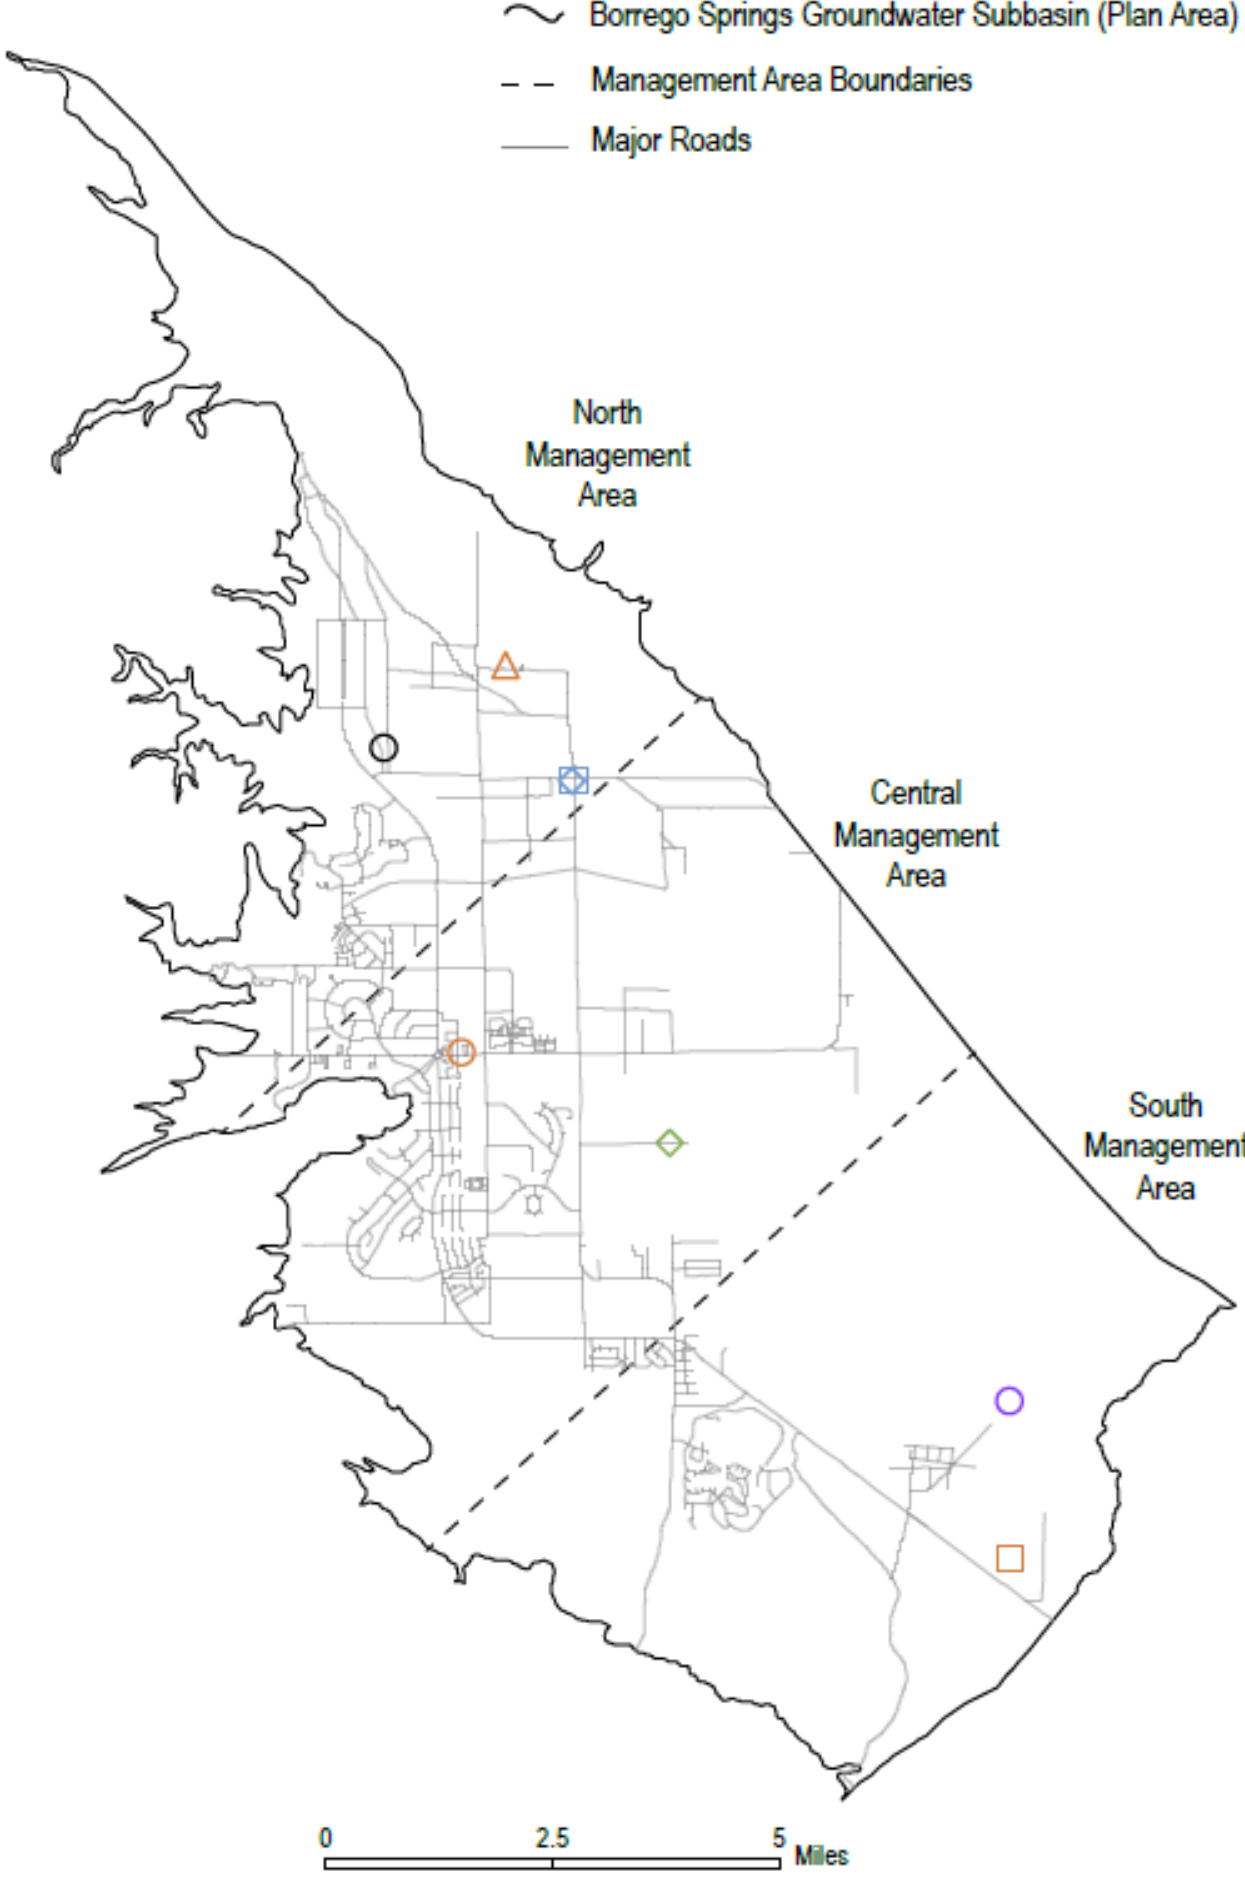 Borrego Springs Groundwater Subbasin (Plan Area)
Management Area Boundaries
Major Roads
North
Management
Area
Central
Management
Area
South
Management
Area
0 2.5 5
Miles